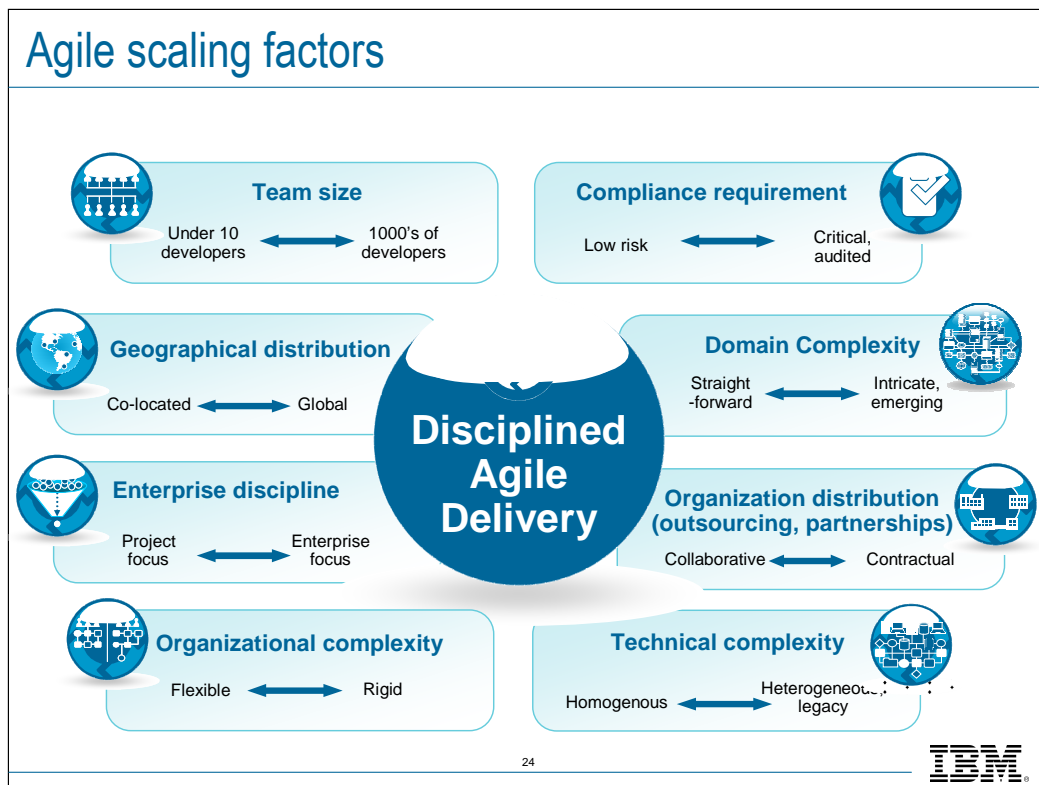 Agile scaling factors
Team size
Under 10
developers
1000's of
developers
Compliance requirement
Low risk
Critical,
audited
Geographical distribution
Co-located
Global
Domain Complexity
Straight
-forward
Intricate,
emerging
Disciplined
Agile
Delivery
Enterprise discipline
Project
focus
Enterprise
focus
Organization distribution
(outsourcing, partnerships)
Collaborative
Contractual
Organizational complexity
Flexible
Rigid
Technical complexity
Homogenous
Heterogeneous,
legacy
24
IBM®